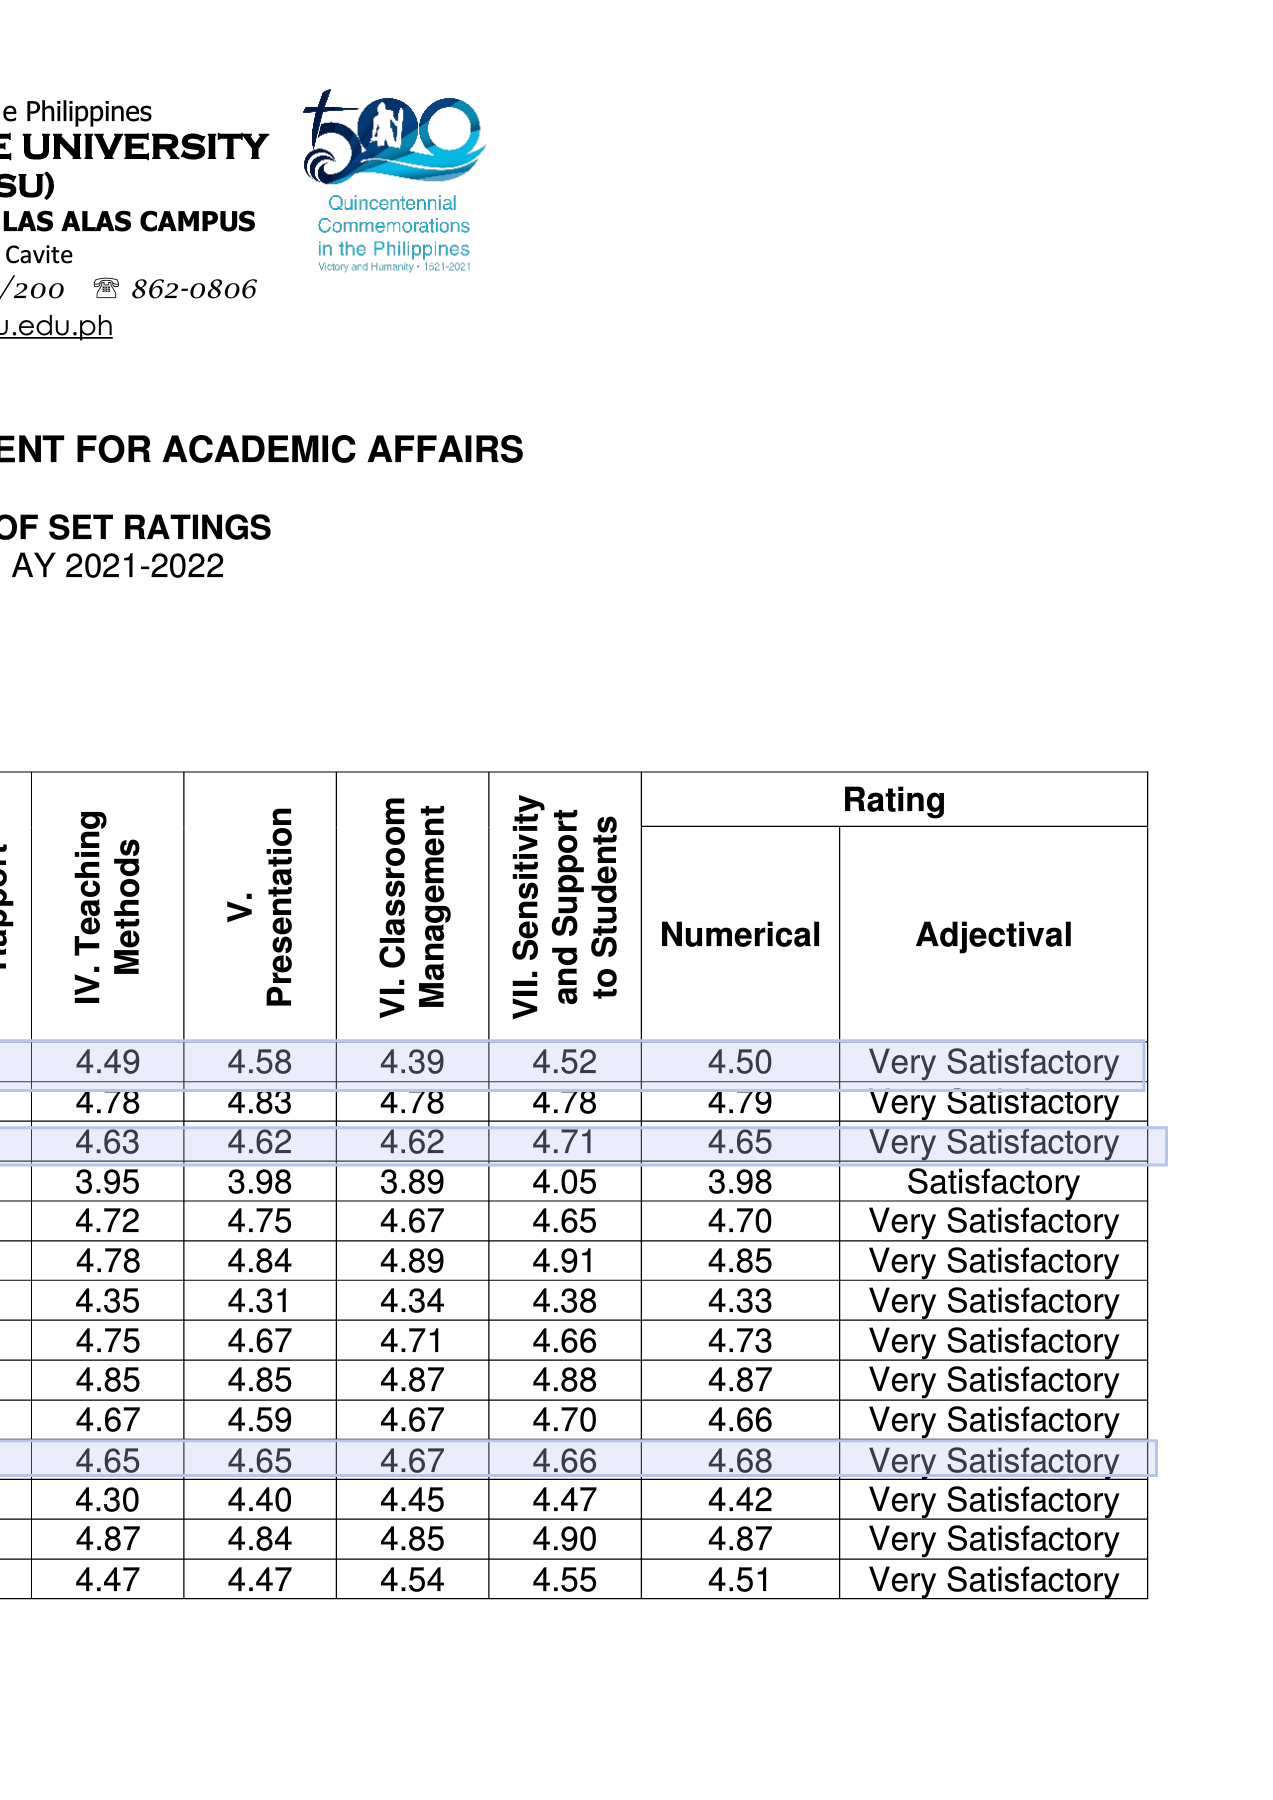 e Philippines
E UNIVERSITY
SU)
LAS ALAS CAMPUS
Cavite
/200 ☏ 862-0806
u.edu.ph
500
Quincentennial
Commemorations
in the Philippines
Victory and Humanity • 1521-2021
ENT FOR ACADEMIC AFFAIRS
OF SET RATINGS
AY 2021-2022
Rapport
IV. Teaching
Methods
V.
Presentation
VI. Classroom
Management
VII. Sensitivity
and Support
to Students
Rating
Numerical Adjectival
4.49 4.58 4.39 4.52 4.50 Very Satisfactory
4.78 4.83 4.78 4.78 4.79 Very Satisfactory
4.63 4.62 4.62 4.71 4.65 Very Satisfactory
3.95 3.98 3.89 4.05 3.98 Satisfactory
4.72 4.75 4.67 4.65 4.70 Very Satisfactory
4.78 4.84 4.89 4.91 4.85 Very Satisfactory
4.35 4.31 4.34 4.38 4.33 Very Satisfactory
4.75 4.67 4.71 4.66 4.73 Very Satisfactory
4.85 4.85 4.87 4.88 4.87 Very Satisfactory
4.67 4.59 4.67 4.70 4.66 Very Satisfactory
4.65 4.65 4.67 4.66 4.68 Very Satisfactory
4.30 4.40 4.45 4.47 4.42 Very Satisfactory
4.87 4.84 4.85 4.90 4.87 Very Satisfactory
4.47 4.47 4.54 4.55 4.51 Very Satisfactory